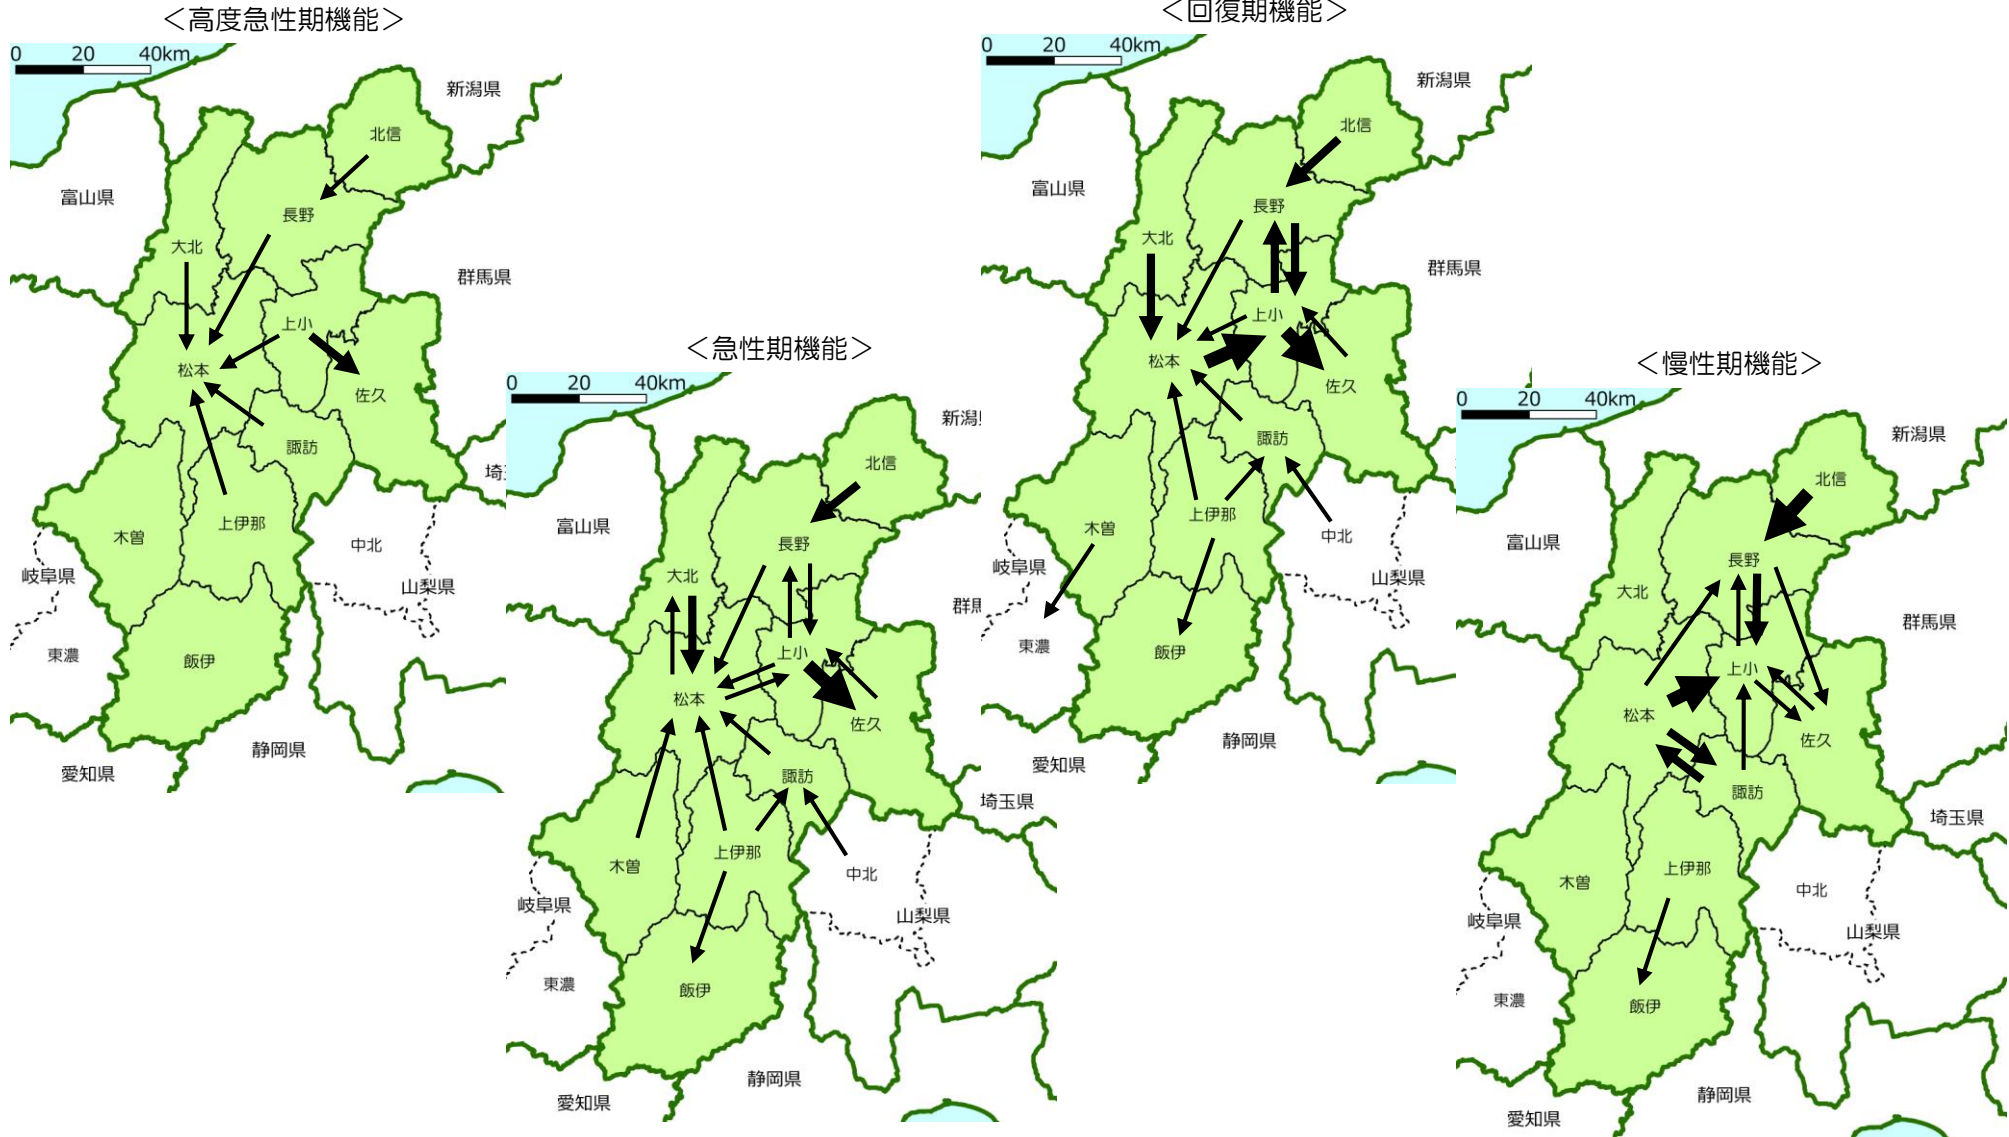 ＜高度急性期機能＞
0 20 40km
新潟県
北信
富山県
長野
大北
群馬県
上小
松本
佐久
諏訪
埼玉
上伊那
木曽
中北
岐阜県
山梨県
東濃
飯伊
静岡県
愛知県
＜急性期機能＞
0 20 40km
新潟
北信
富山県
長野
大北
群馬
上小
松本
佐久
諏訪
埼玉県
上伊那
木曽
中北
岐阜県
山梨県
東濃
飯伊
静岡県
愛知県
＜回復期機能＞
0 20 40km
新潟県
北信
富山県
長野
大北
群馬県
上小
松本
佐久
諏訪
上伊那
木曽
中北
岐阜県
山梨県
東濃
飯伊
静岡県
愛知県
＜慢性期機能＞
0 20 40km
新潟県
北信
富山県
長野
大北
群馬県
上小
松本
佐久
諏訪
埼玉県
上伊那
木曽
中北
岐阜県
山梨県
東濃
飯伊
静岡県
愛知県